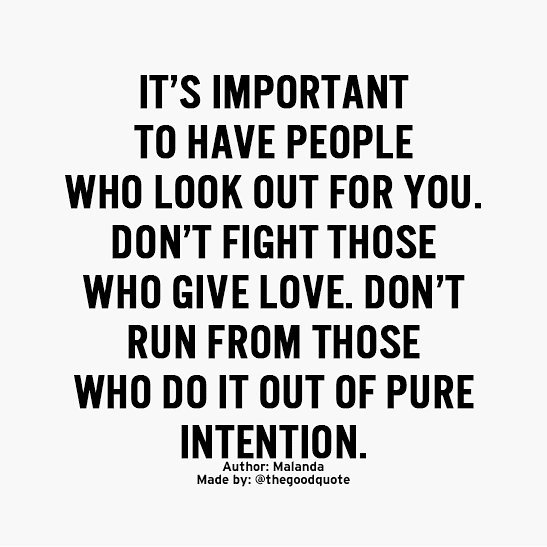 IT’S IMPORTANT
TO HAVE PEOPLE
WHO LOOK OUT FOR YOU.
DON’T FIGHT THOSE
WHO GIVE LOVE. DON’T
RUN FROM THOSE
WHO DO IT OUT OF PURE
INTENTION.
Author: Malanda
Made by: @thegoodquote